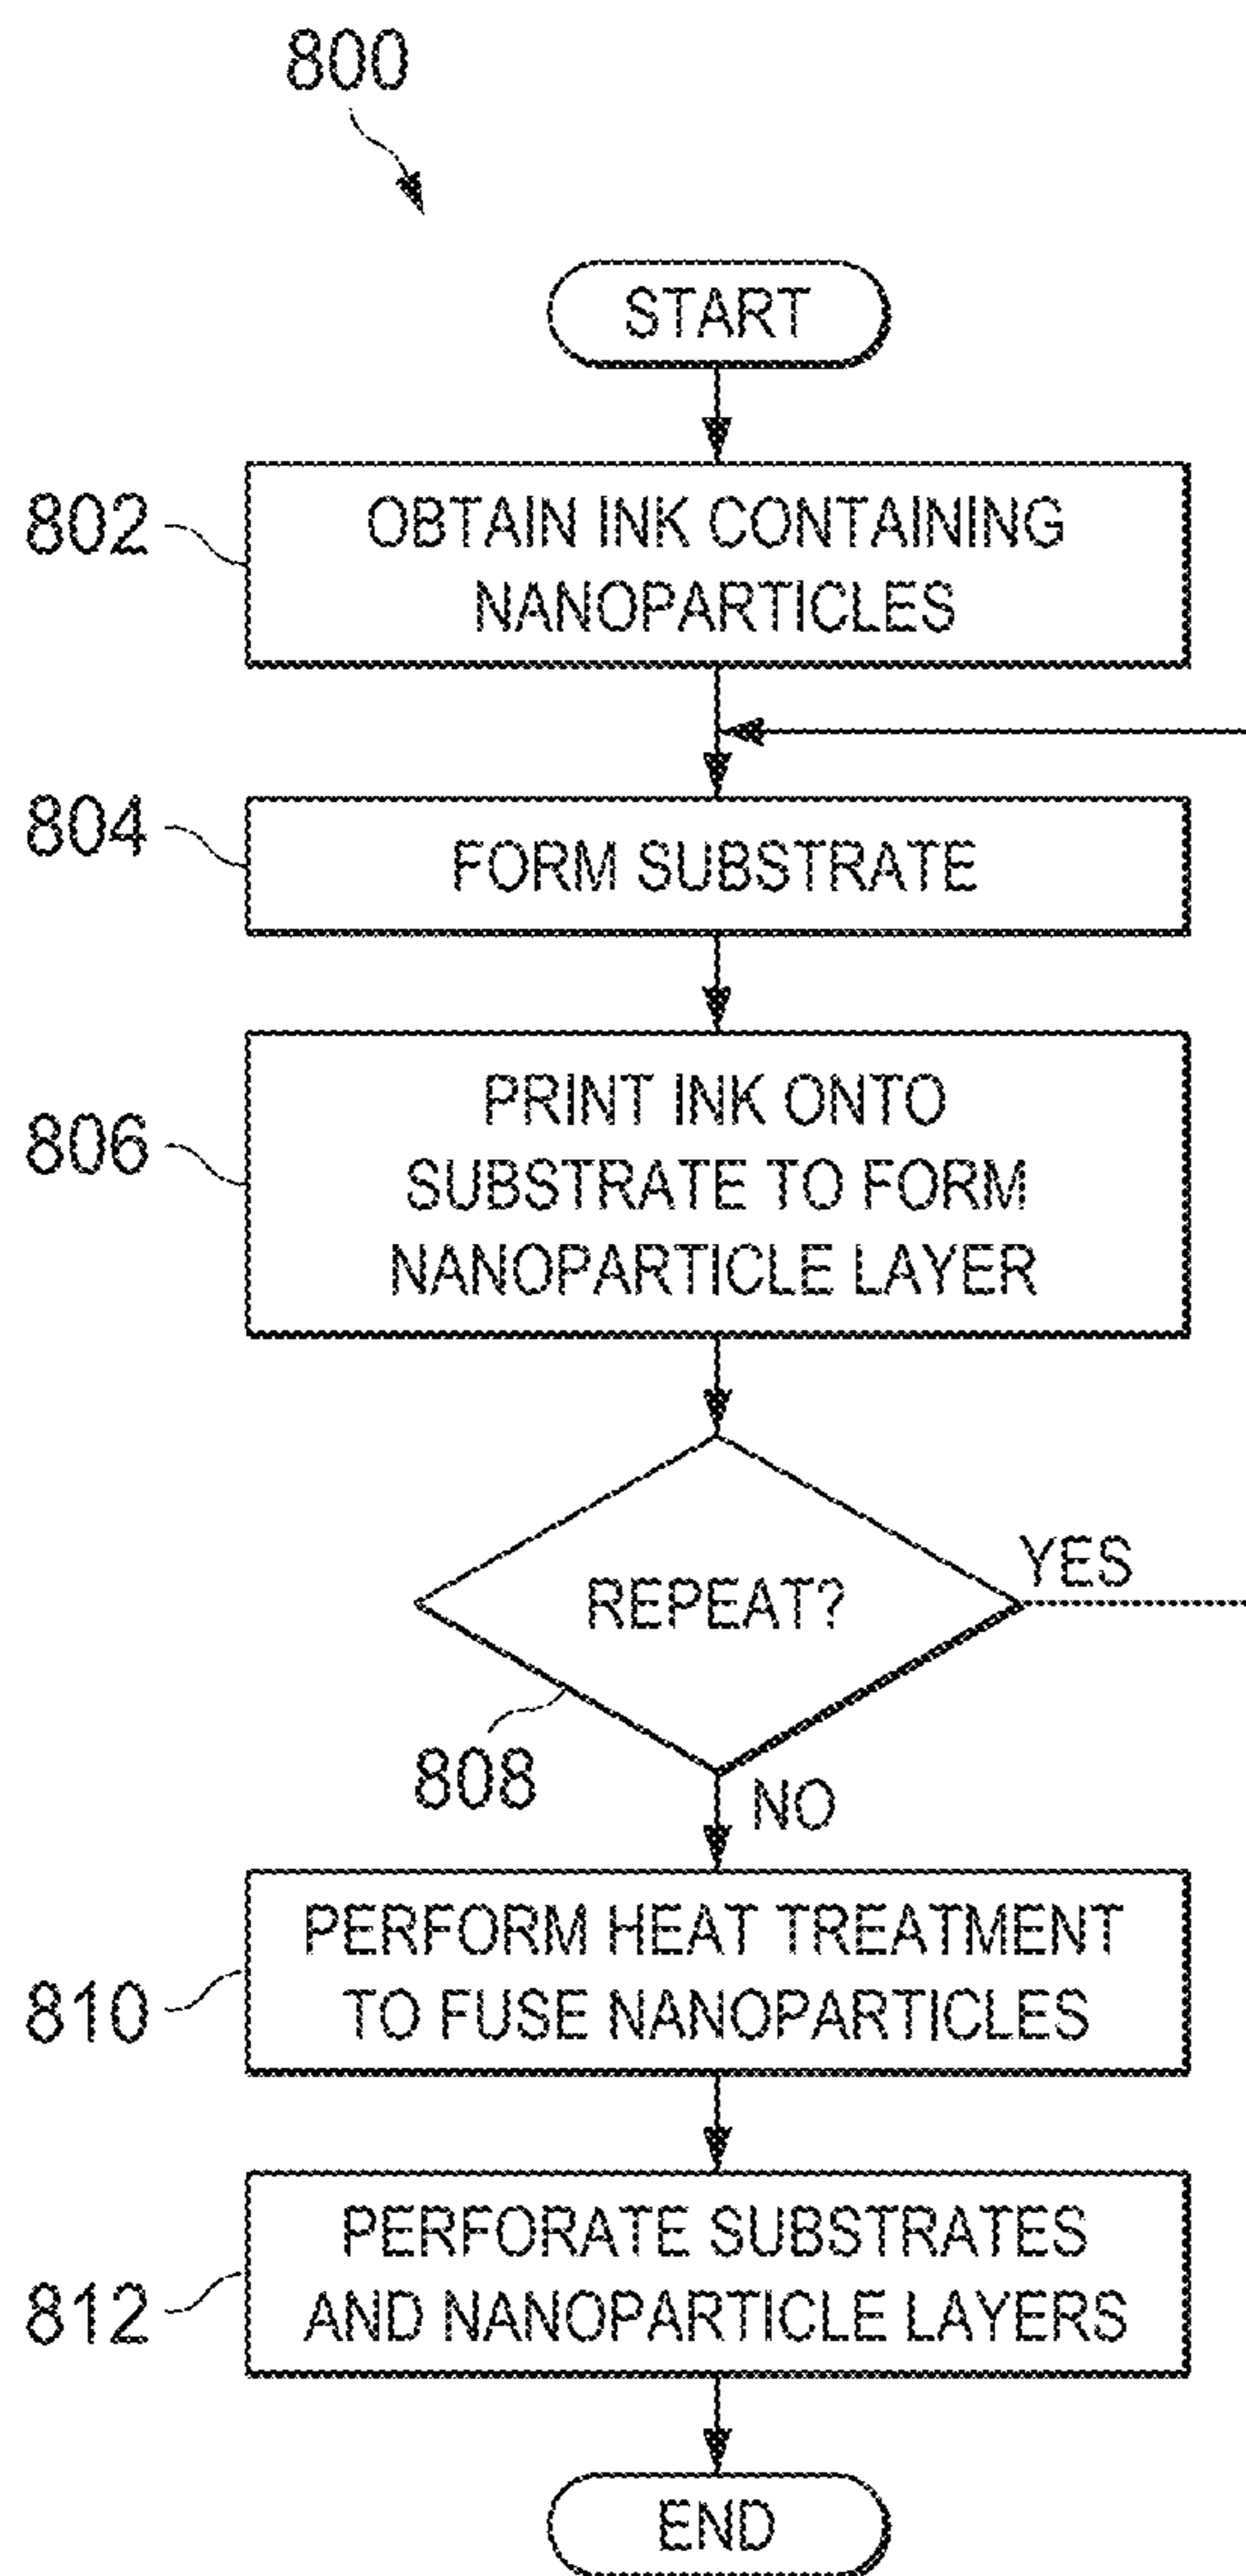 800
START
802
OBTAIN INK CONTAINING
NANOPARTICLES
804
FORM SUBSTRATE
806
PRINT INK ONTO
SUBSTRATE TO FORM
NANOPARTICLE LAYER
REPEAT?
YES
808
NO
810
PERFORM HEAT TREATMENT
TO FUSE NANOPARTICLES
812
PERFORATE SUBSTRATES
AND NANOPARTICLE LAYERS
END